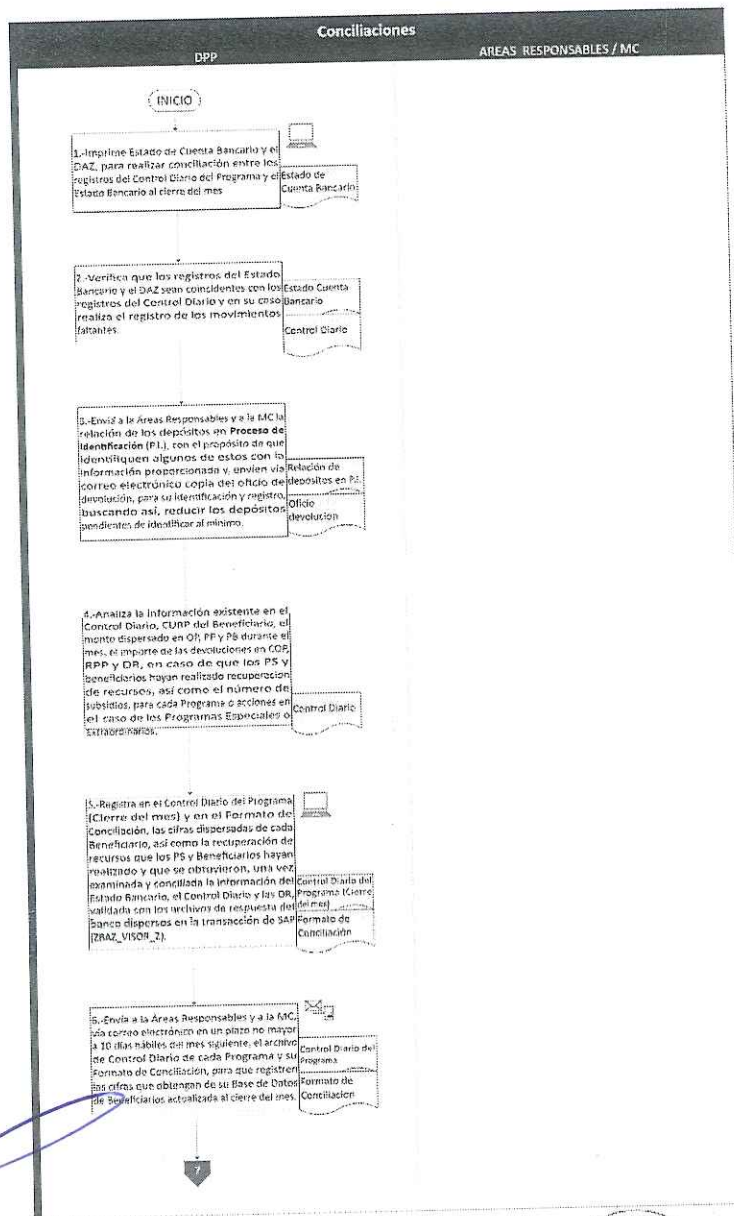 Conciliaciones
DPP
AREAS RESPONSABLES / MC
INICIO
1.-Imprime Estado de Cuenta Bancario y el
DAZ, para realizar conciliación entre los
registros del Control Diario del Programa y el
Estado Bancario al cierre del mes
Estado de
Cuenta Bancario
2.-Verifica que los registros del Estado
Bancario y el DAZ sean coincidentes con los
registros del Control Diario y en su caso
realiza el registro de los movimientos
faltantes.
Estado Cuenta
Bancario
Control Diario
3.-Envía a la Áreas Responsables y a la MC la
relación de los depósitos en Proceso de
Identificación (P.I.), con el propósito de que
identifiquen algunos de estos con la
información proporcionada y, envíen vía
correo electrónico copia del oficio de
devolución, para su identificación y registro,
buscando así, reducir los depósitos
pendientes de identificar al mínimo.
Relación de
depósitos en P.I.
Oficio
devolución
4.-Analiza la información existente en el
Control Diario, CURP del Beneficiario, el
monto dispersado en OP, PP y PB durante el
mes, el importe de las devoluciones en COP,
RPP y DR, en caso de que los PS y
beneficiarios hayan realizado recuperación
de recursos, así como el número de
subsidios, para cada Programa o acciones en
el caso de los Programas Especiales o
Extraordinarios.
Control Diario
5.-Registra en el Control Diario del Programa
(Cierre del mes) y en el Formato de
Conciliación, las cifras dispersadas de cada
Beneficiario, así como la recuperación de
recursos que los PS y Beneficiarios hayan
realizado y que se obtuvieron, una vez
examinada y conciliada la información del
Estado Bancario, el Control Diario y las DR,
validada con los archivos de respuesta del
banco dispersos en la transacción de SAP
(ZRAZ_VISOR_Z).
Control Diario del
Programa (Cierre
del mes)
Formato de
Conciliación
6.-Envía a la Áreas Responsables y a la MC,
vía correo electrónico en un plazo no mayor
a 10 días hábiles del mes siguiente, el archivo
de Control Diario de cada Programa y su
Formato de Conciliación, para que registren
las cifras que obtengan de su Base de Datos
de Beneficiarios actualizada al cierre del mes.
Control Diario del
Programa
Formato de
Conciliación
7